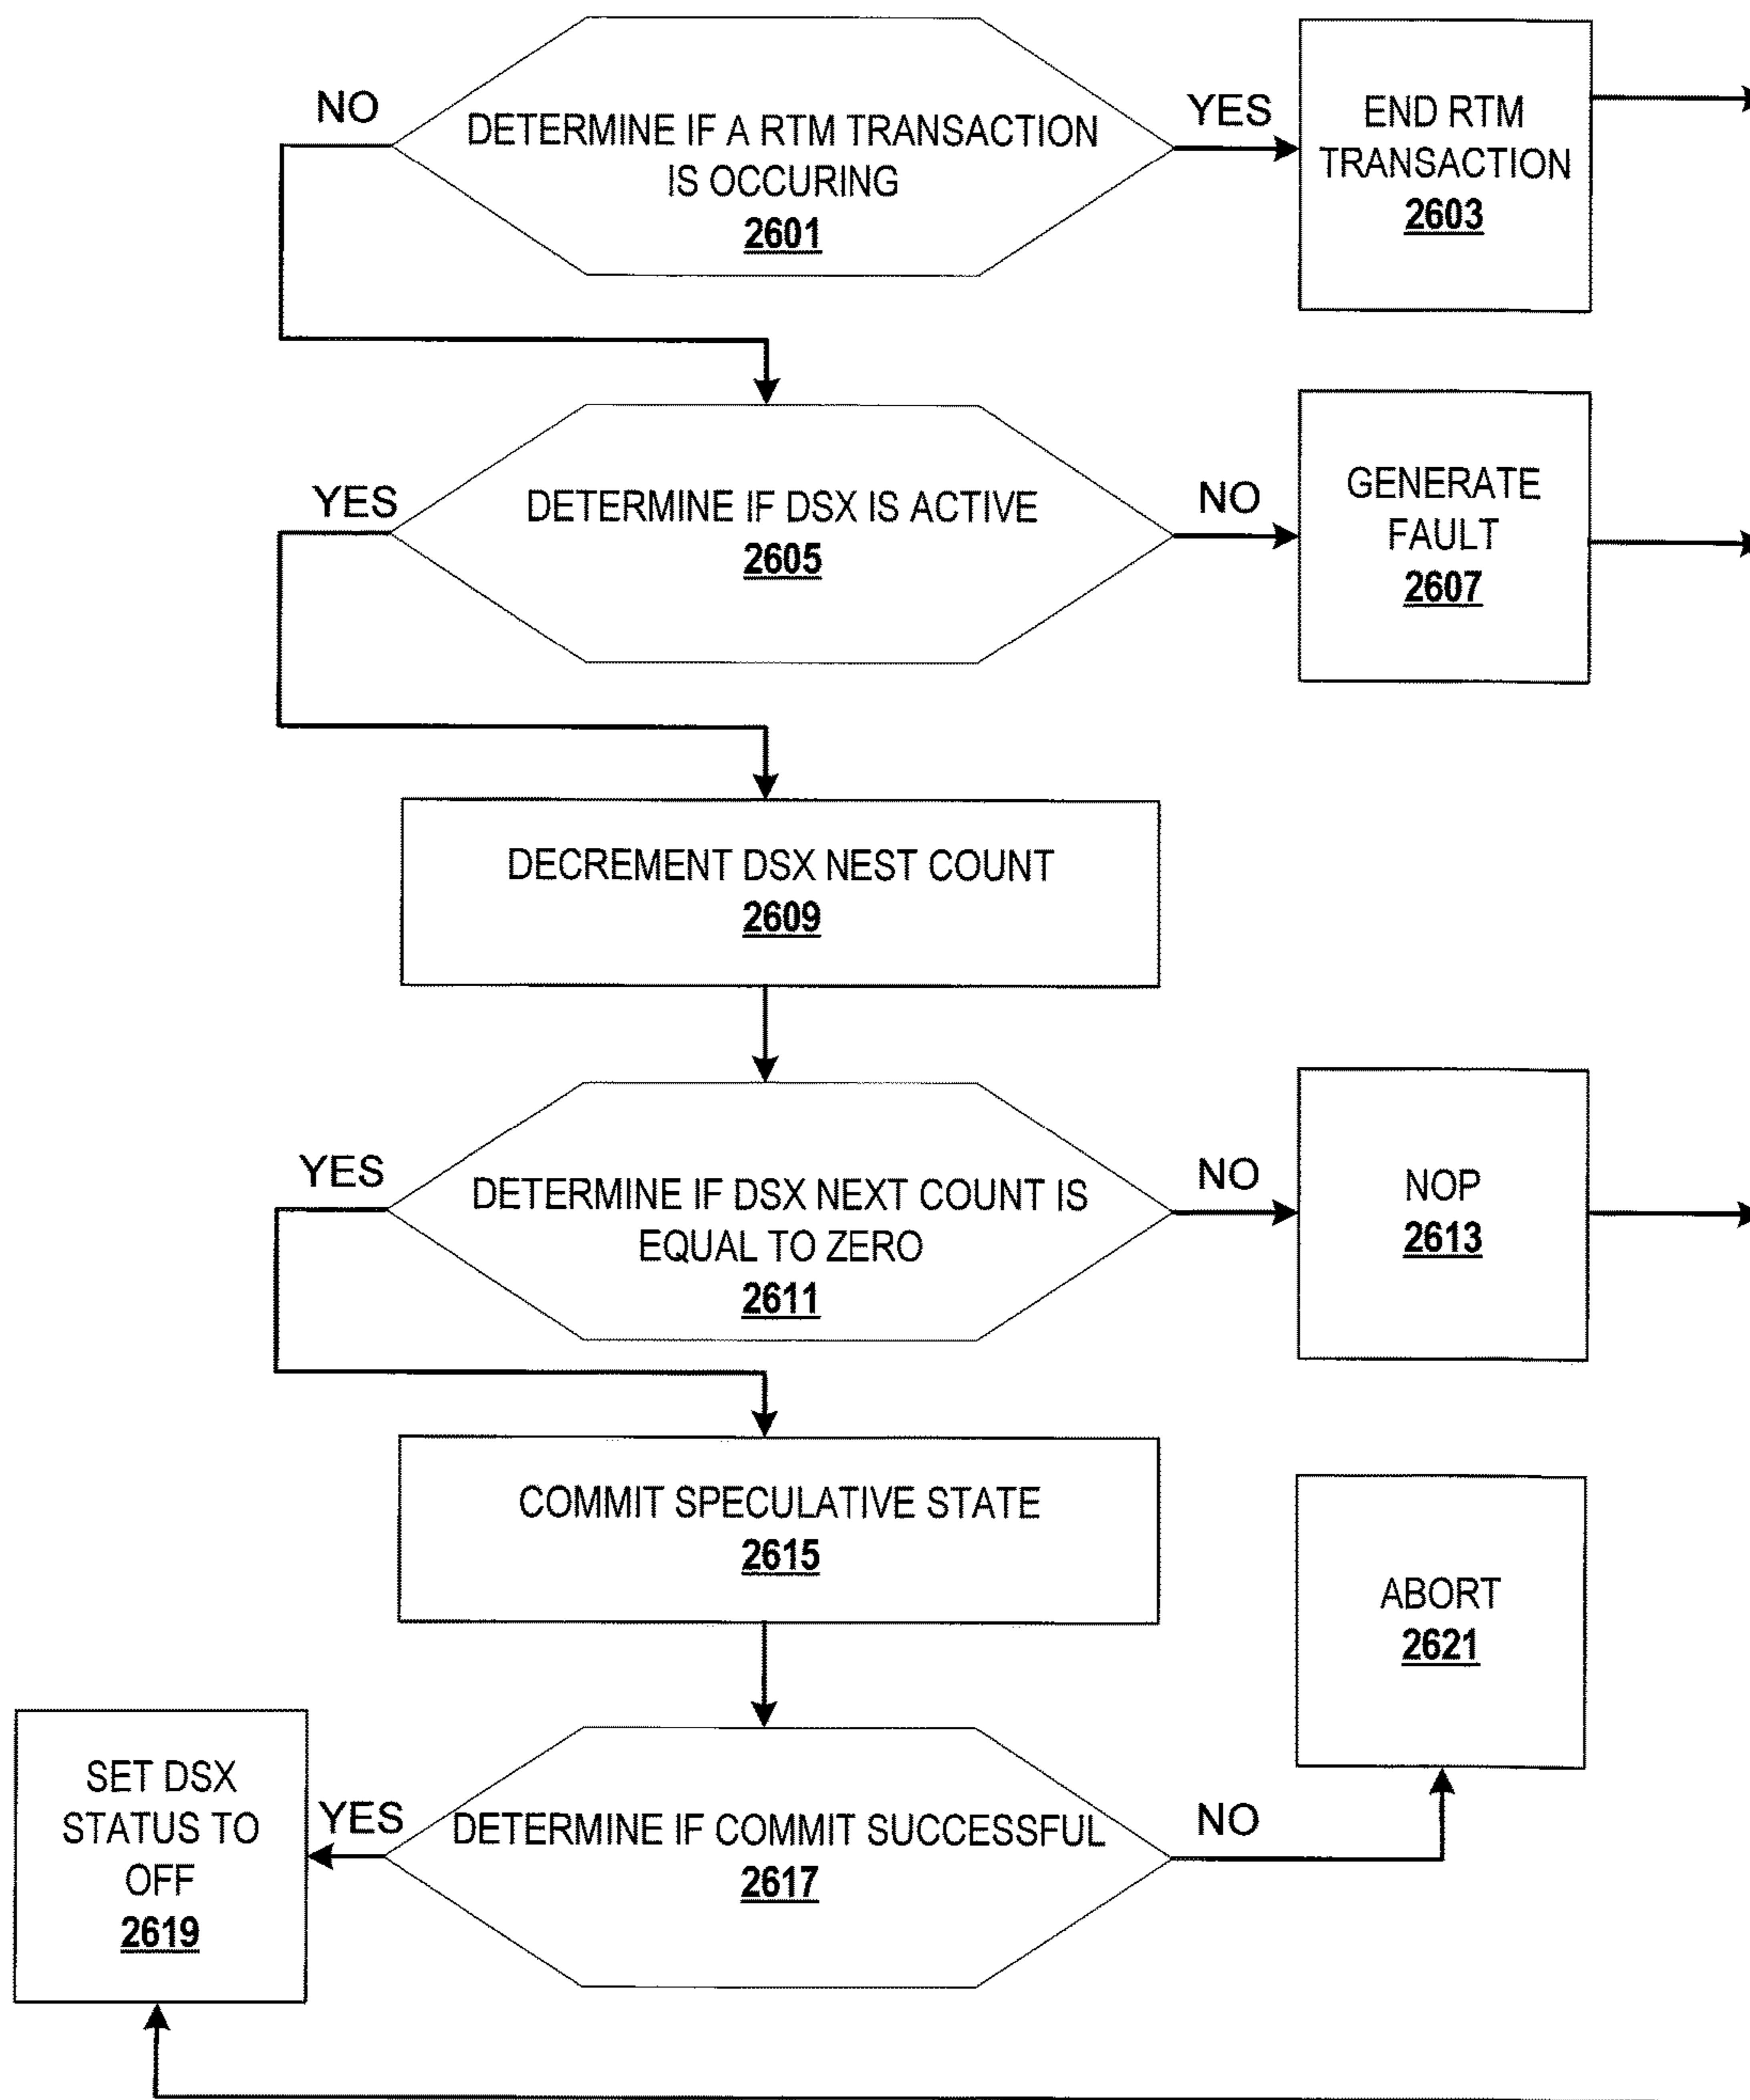 NO
DETERMINE IF A RTM TRANSACTION
IS OCCURING
2601
YES
END RTM
TRANSACTION
2603
YES
DETERMINE IF DSX IS ACTIVE
2605
NO
GENERATE
FAULT
2607
DECREMENT DSX NEST COUNT
2609
YES
DETERMINE IF DSX NEXT COUNT IS
EQUAL TO ZERO
2611
NO
NOP
2613
COMMIT SPECULATIVE STATE
2615
ABORT
2621
SET DSX
STATUS TO
OFF
2619
YES
DETERMINE IF COMMIT SUCCESSFUL
2617
NO